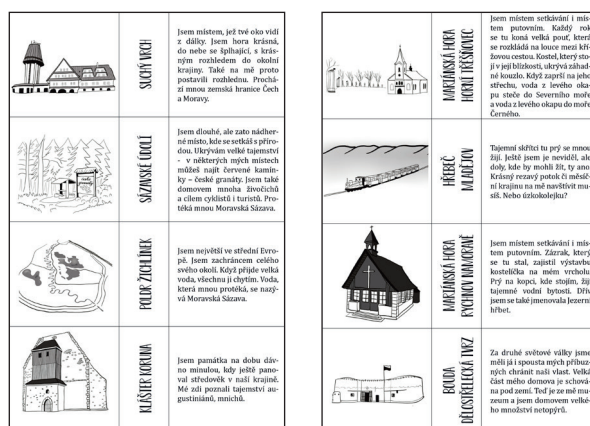 SUCHÝ VRCH
Jsem místem, jež tvé oko vidí
z dálky. Jsem hora krásná,
do nebe se šplhající, s krás-
ným rozhledem do okolní
krajiny. Také na mě proto
postavili rozhlednu. Prochá-
zí mnou zemská hranice Čech
a Moravy.
SÁZAVSKÉ ÚDOLÍ
Jsem dlouhé, ale zato nádher-
né místo, kde se setkáš s příro-
dou. Ukrývám velké tajemství
- v některých mých místech
můžeš najít červené kamín-
ky – české granáty. Jsem také
domovem mnoha živočichů
a cílem cyklistů i turistů. Pro-
téká mnou Moravská Sázava.
POLDR ŽICHLÍNEK
Jsem největší ve střední Evro-
pě. Jsem zachráncem celého
svého okolí. Když přijde velká
voda, všechnu ji chytím. Voda,
která mnou protéká, se nazý-
vá Moravská Sázava.
KLÁŠTER KORUNA
Jsem památka na dobu dáv-
no minulou, kdy ještě pano-
val středověk v naší krajině.
Mé zdi poznali tajemství au-
gustiniánů, mnichů.
MARIÁNSKÁ HORA
HORNÍ TŘEŠŇOVEC
Jsem místem setkávání i mís-
tem putovním. Každý rok
se tu koná velká pouť, která
se rozkládá na louce mezi kří-
žovou cestou. Kostel, který sto-
jí v její blízkosti, ukrývá záhad-
né kouzlo. Když zaprší na jeho
střechu, voda z levého oka-
pu steče do Severního moře
a voda z levého okapu do moře
Černého.
HŘEBEČ
MLADĚJOV
Tajemní skřítci tu prý se mnou
žijí. Ještě jsem je neviděl, ale
doly, kde by mohli žít, ty ano.
Krásný rezavý potok či měsíč-
ní krajinu na mě navštívit mu-
síš. Nebo úzkokolejku?
MARIÁNSKÁ HORA
RYCHNOV NA MORAVĚ
Jsem místem setkávání i mís-
tem putovním. Zázrak, který
se tu stal, zajistil výstavbu
kostelíčka na mém vrcholu.
Prý na kopci, kde stojím, žijí
tajemné vodní bytosti. Dřív
jsem se také jmenovala Jezerní
hřbet.
BOUDA
DĚLOSTŘELECKÁ TVRZ
Za druhé světové války jsme
měli já i spousta mých příbuz-
ných chránit naši vlast. Velká
část mého domova je schová-
na pod zemí. Teď je ze mě mu-
zeum a jsem domovem velké-
ho množství netopýrů.